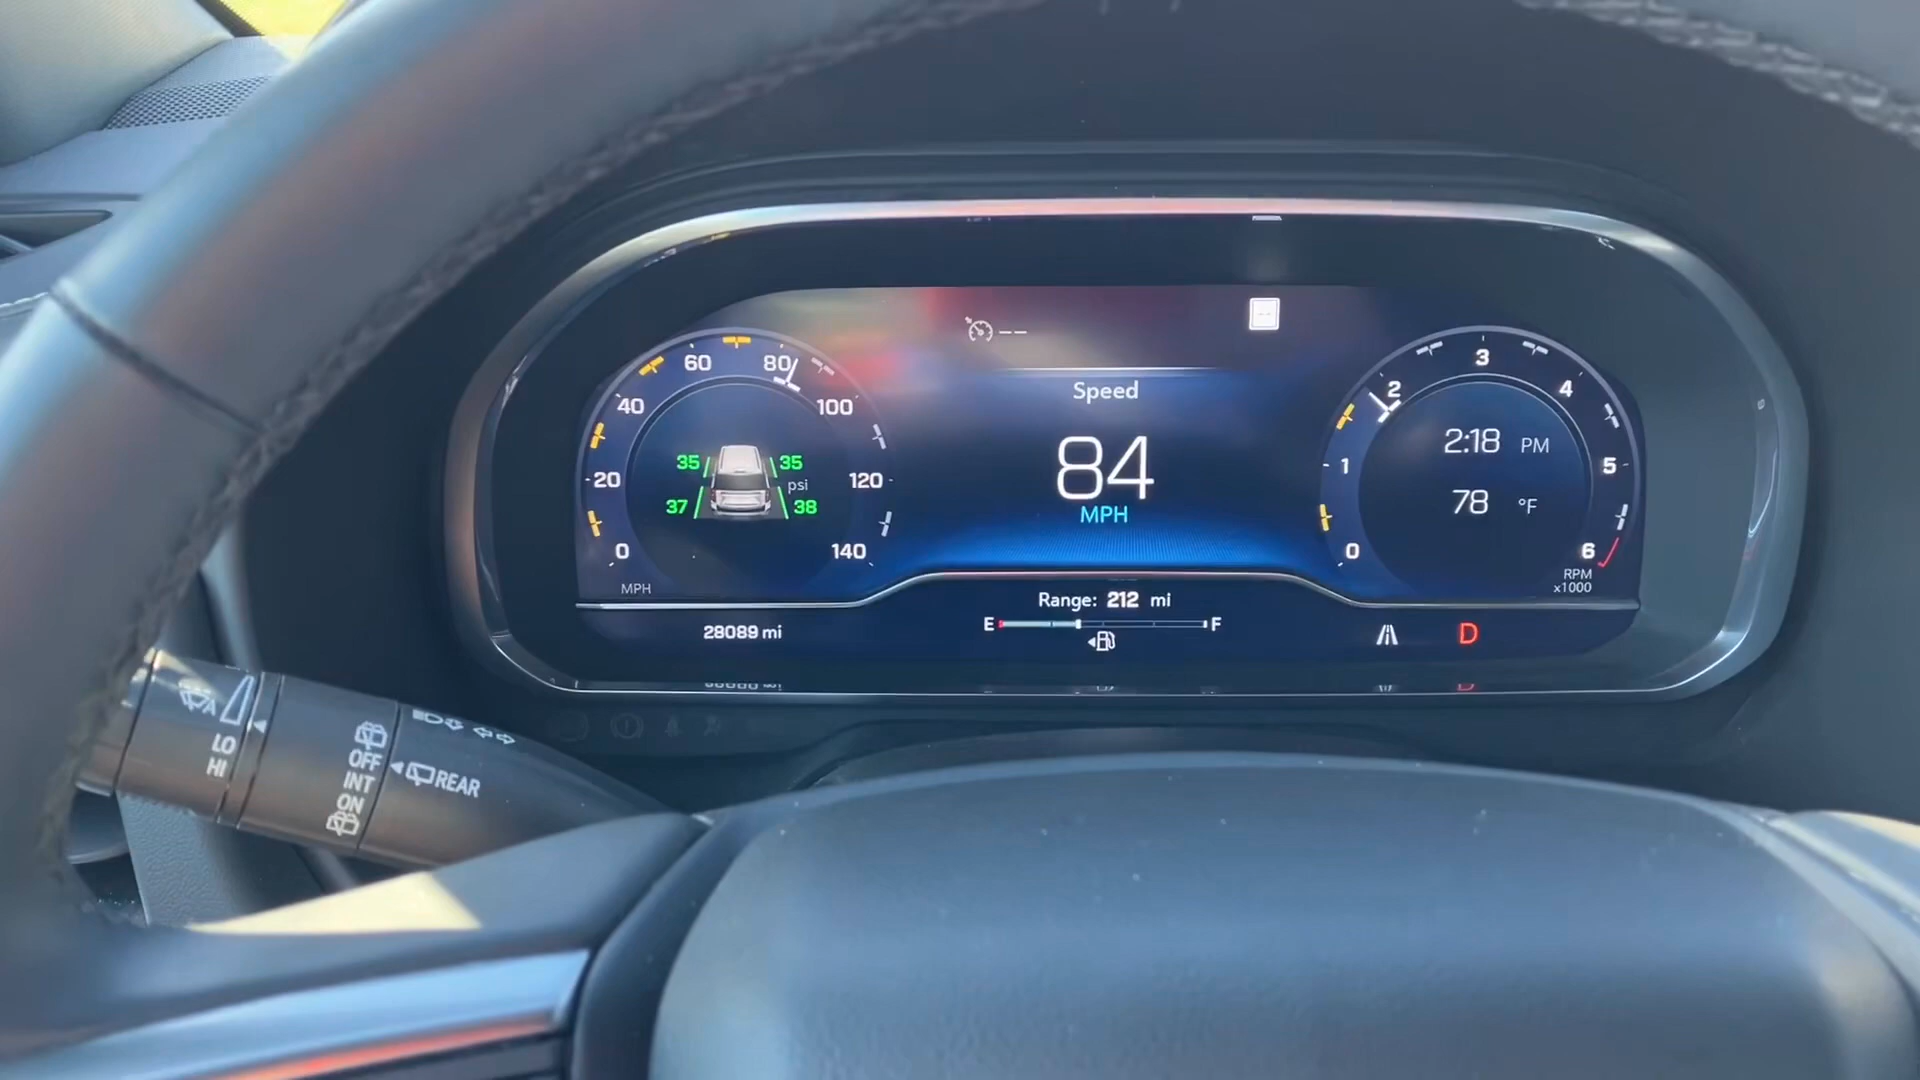 --
Speed
84
MPH
0
20
40
60
80
100
120
140
MPH
35
35
psi
37
38
0
1
2
3
4
5
6
RPM
x1000
2:18 PM
78 °F
Range: 212 mi
E
F
28089 mi
D
A
LO
HI
OFF
INT
ON
REAR